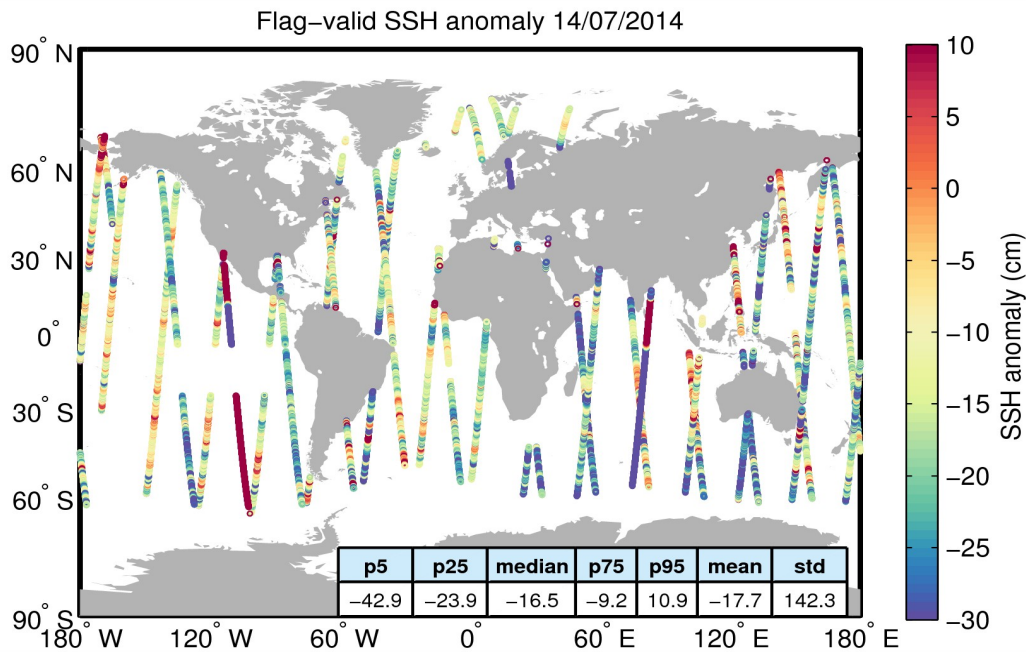 Flag−valid SSH anomaly 14/07/2014
90° N
60° N
30° N
0°
30° S
60° S
90° S
180° W
120° W
60° W
0°
60° E
120° E
180° E
p5 p25 median p75 p95 mean std
−42.9 −23.9 −16.5 −9.2 10.9 −17.7 142.3
10
5
0
−5
−10
−15
−20
−25
−30
SSH anomaly (cm)